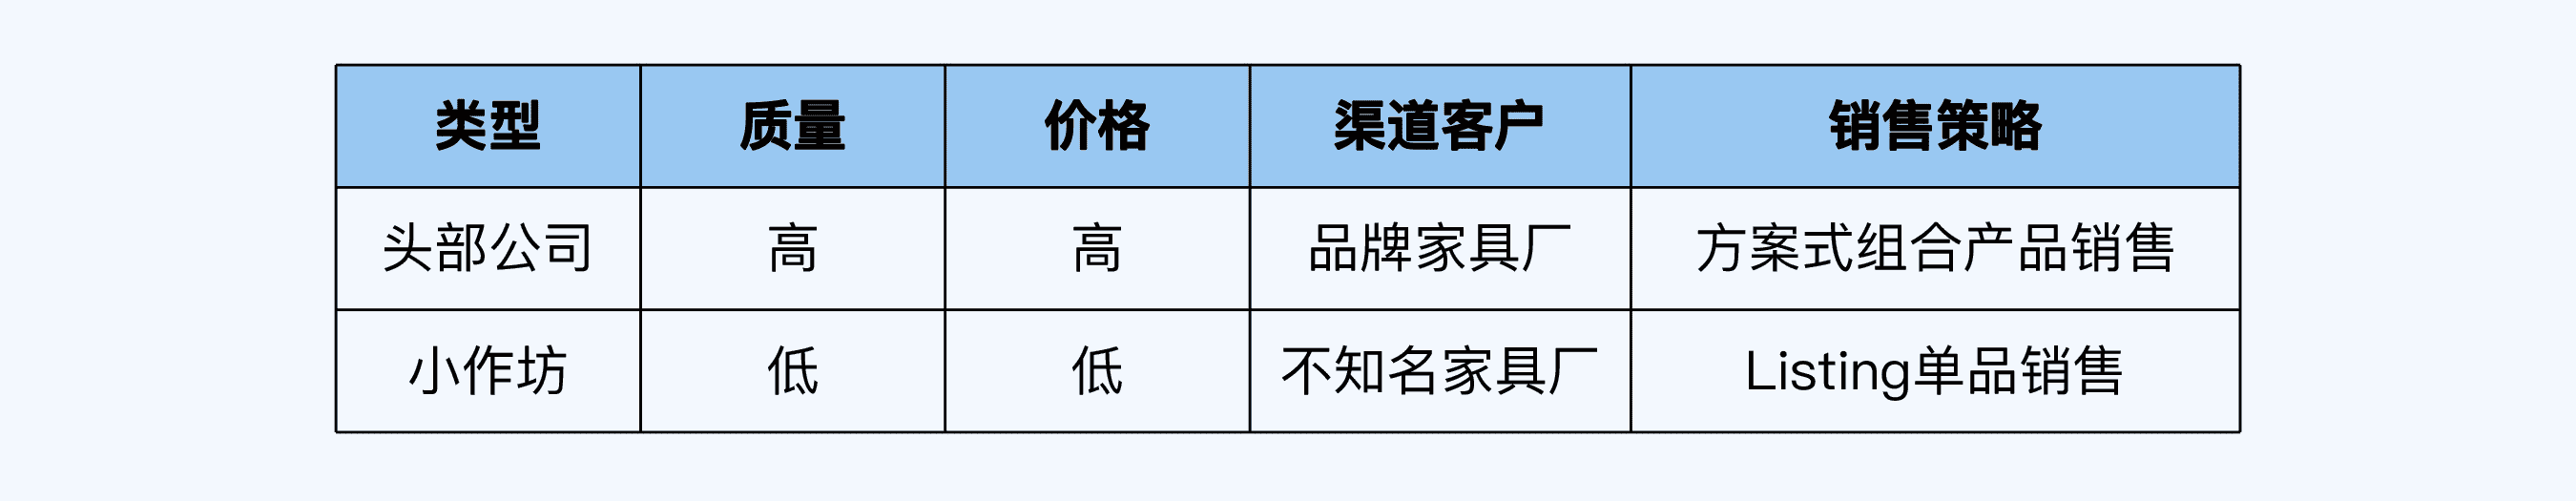 类型 质量 价格 渠道客户 销售策略
头部公司 高 高 品牌家具厂 方案式组合产品销售
小作坊 低 低 不知名家具厂 Listing单品销售